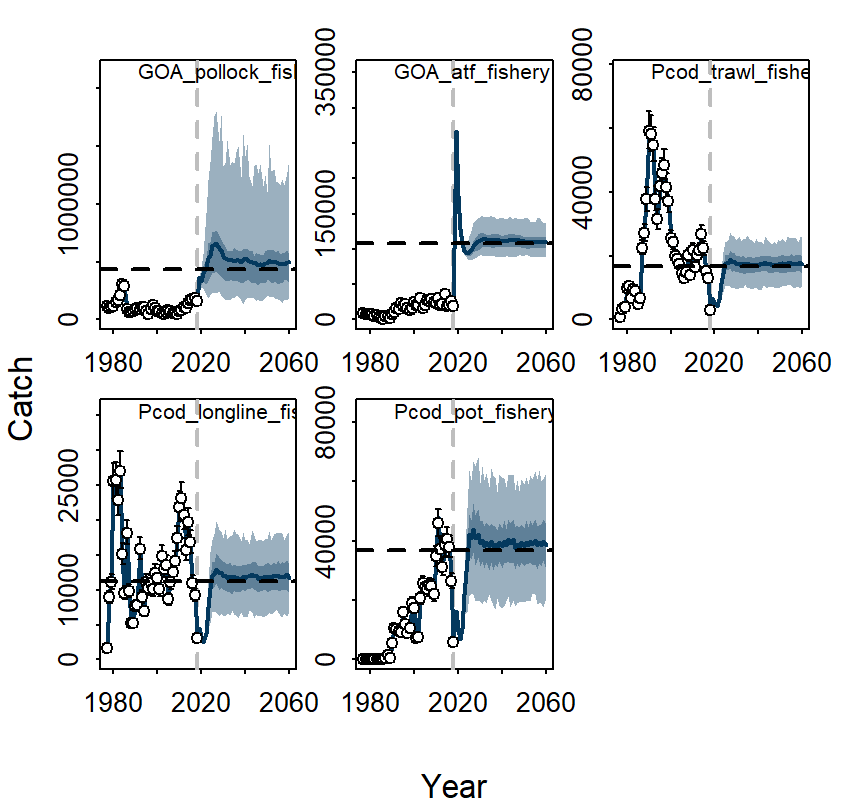 GOA_pollock_fis
GOA_atf_fishery
Pcod_trawl_fishe
0
1000000
0
150000
350000
0
40000
80000
1980 2020 2060
1980 2020 2060
1980 2020 2060
Pcod_longline_fis
Pcod_pot_fishery
0
10000
25000
0
40000
80000
1980 2020 2060
1980 2020 2060
Catch
Year